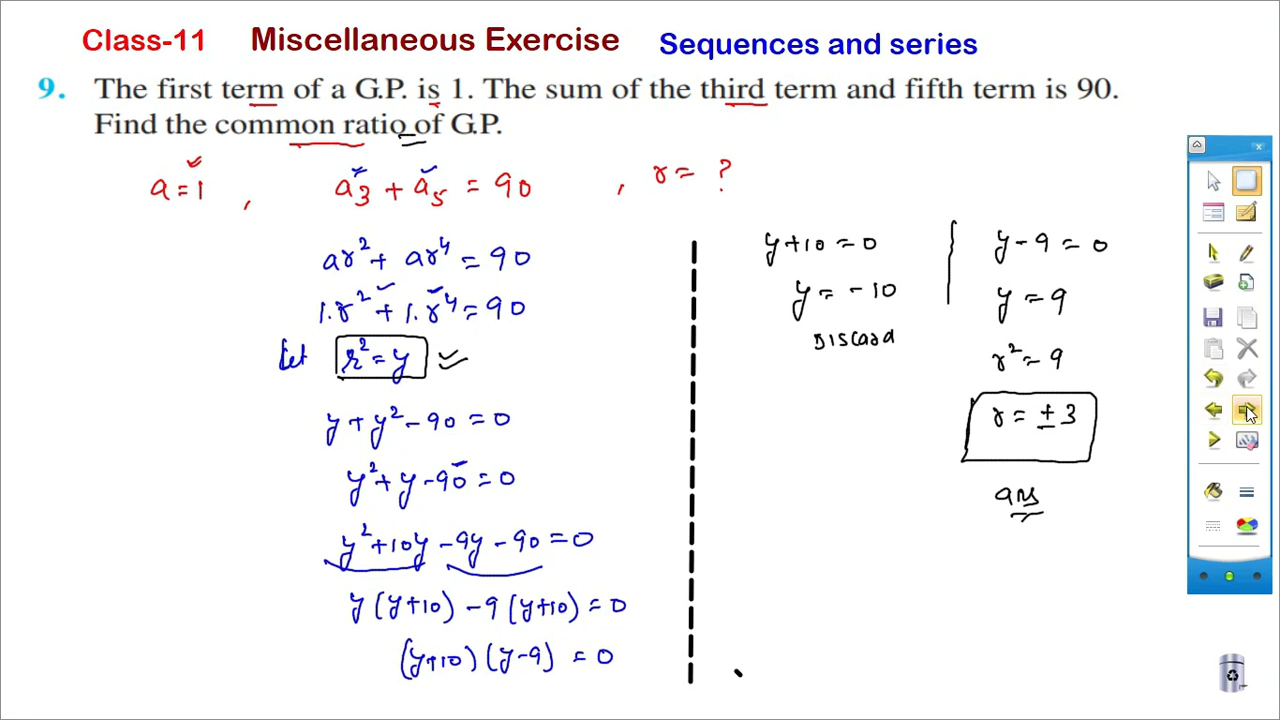 Class-11 Miscellaneous Exercise Sequences and series
9. The first term of a G.P. is 1. The sum of the third term and fifth term is 90.
Find the common ratio of G.P.
a = 1 , a₃ + a₅ = 90 , r = ?
ar² + ar⁴ = 90
1.r² + 1.r⁴ = 90
Let r² = y
y + y² - 90 = 0
y² + y - 90 = 0
y² + 10y - 9y - 90 = 0
y (y+10) - 9 (y+10) = 0
(y+10) (y-9) = 0
y + 10 = 0
y = - 10
Discard
y - 9 = 0
y = 9
r² = 9
r = ± 3
ans